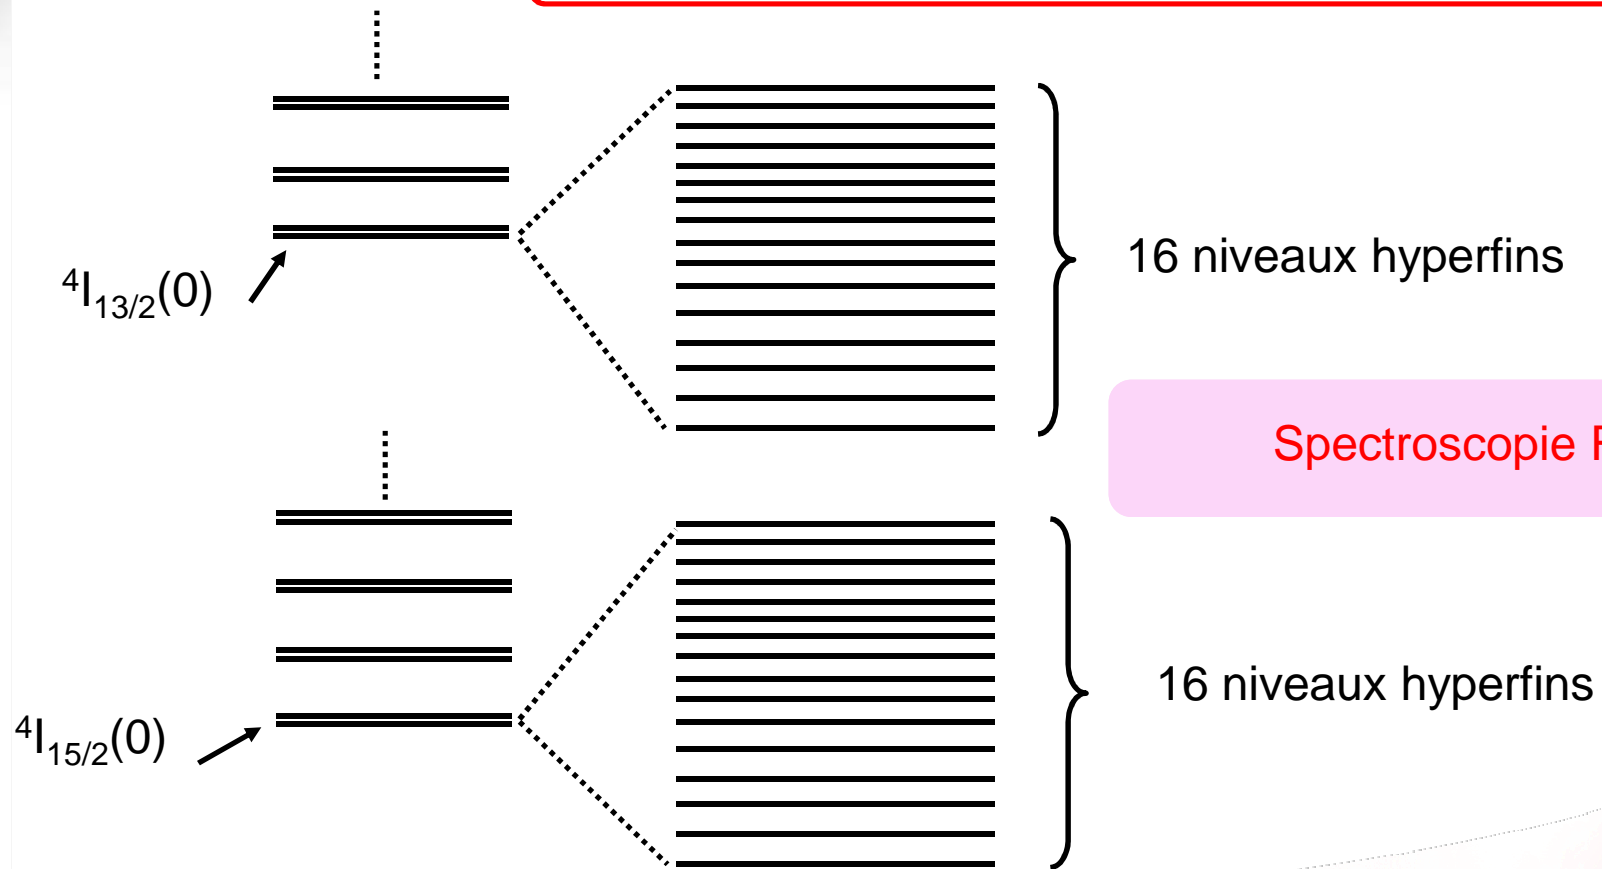 16 niveaux hyperfins
⁴I₁₃/₂(0)
Spectroscopie
16 niveaux hyperfins
⁴I₁₅/₂(0)